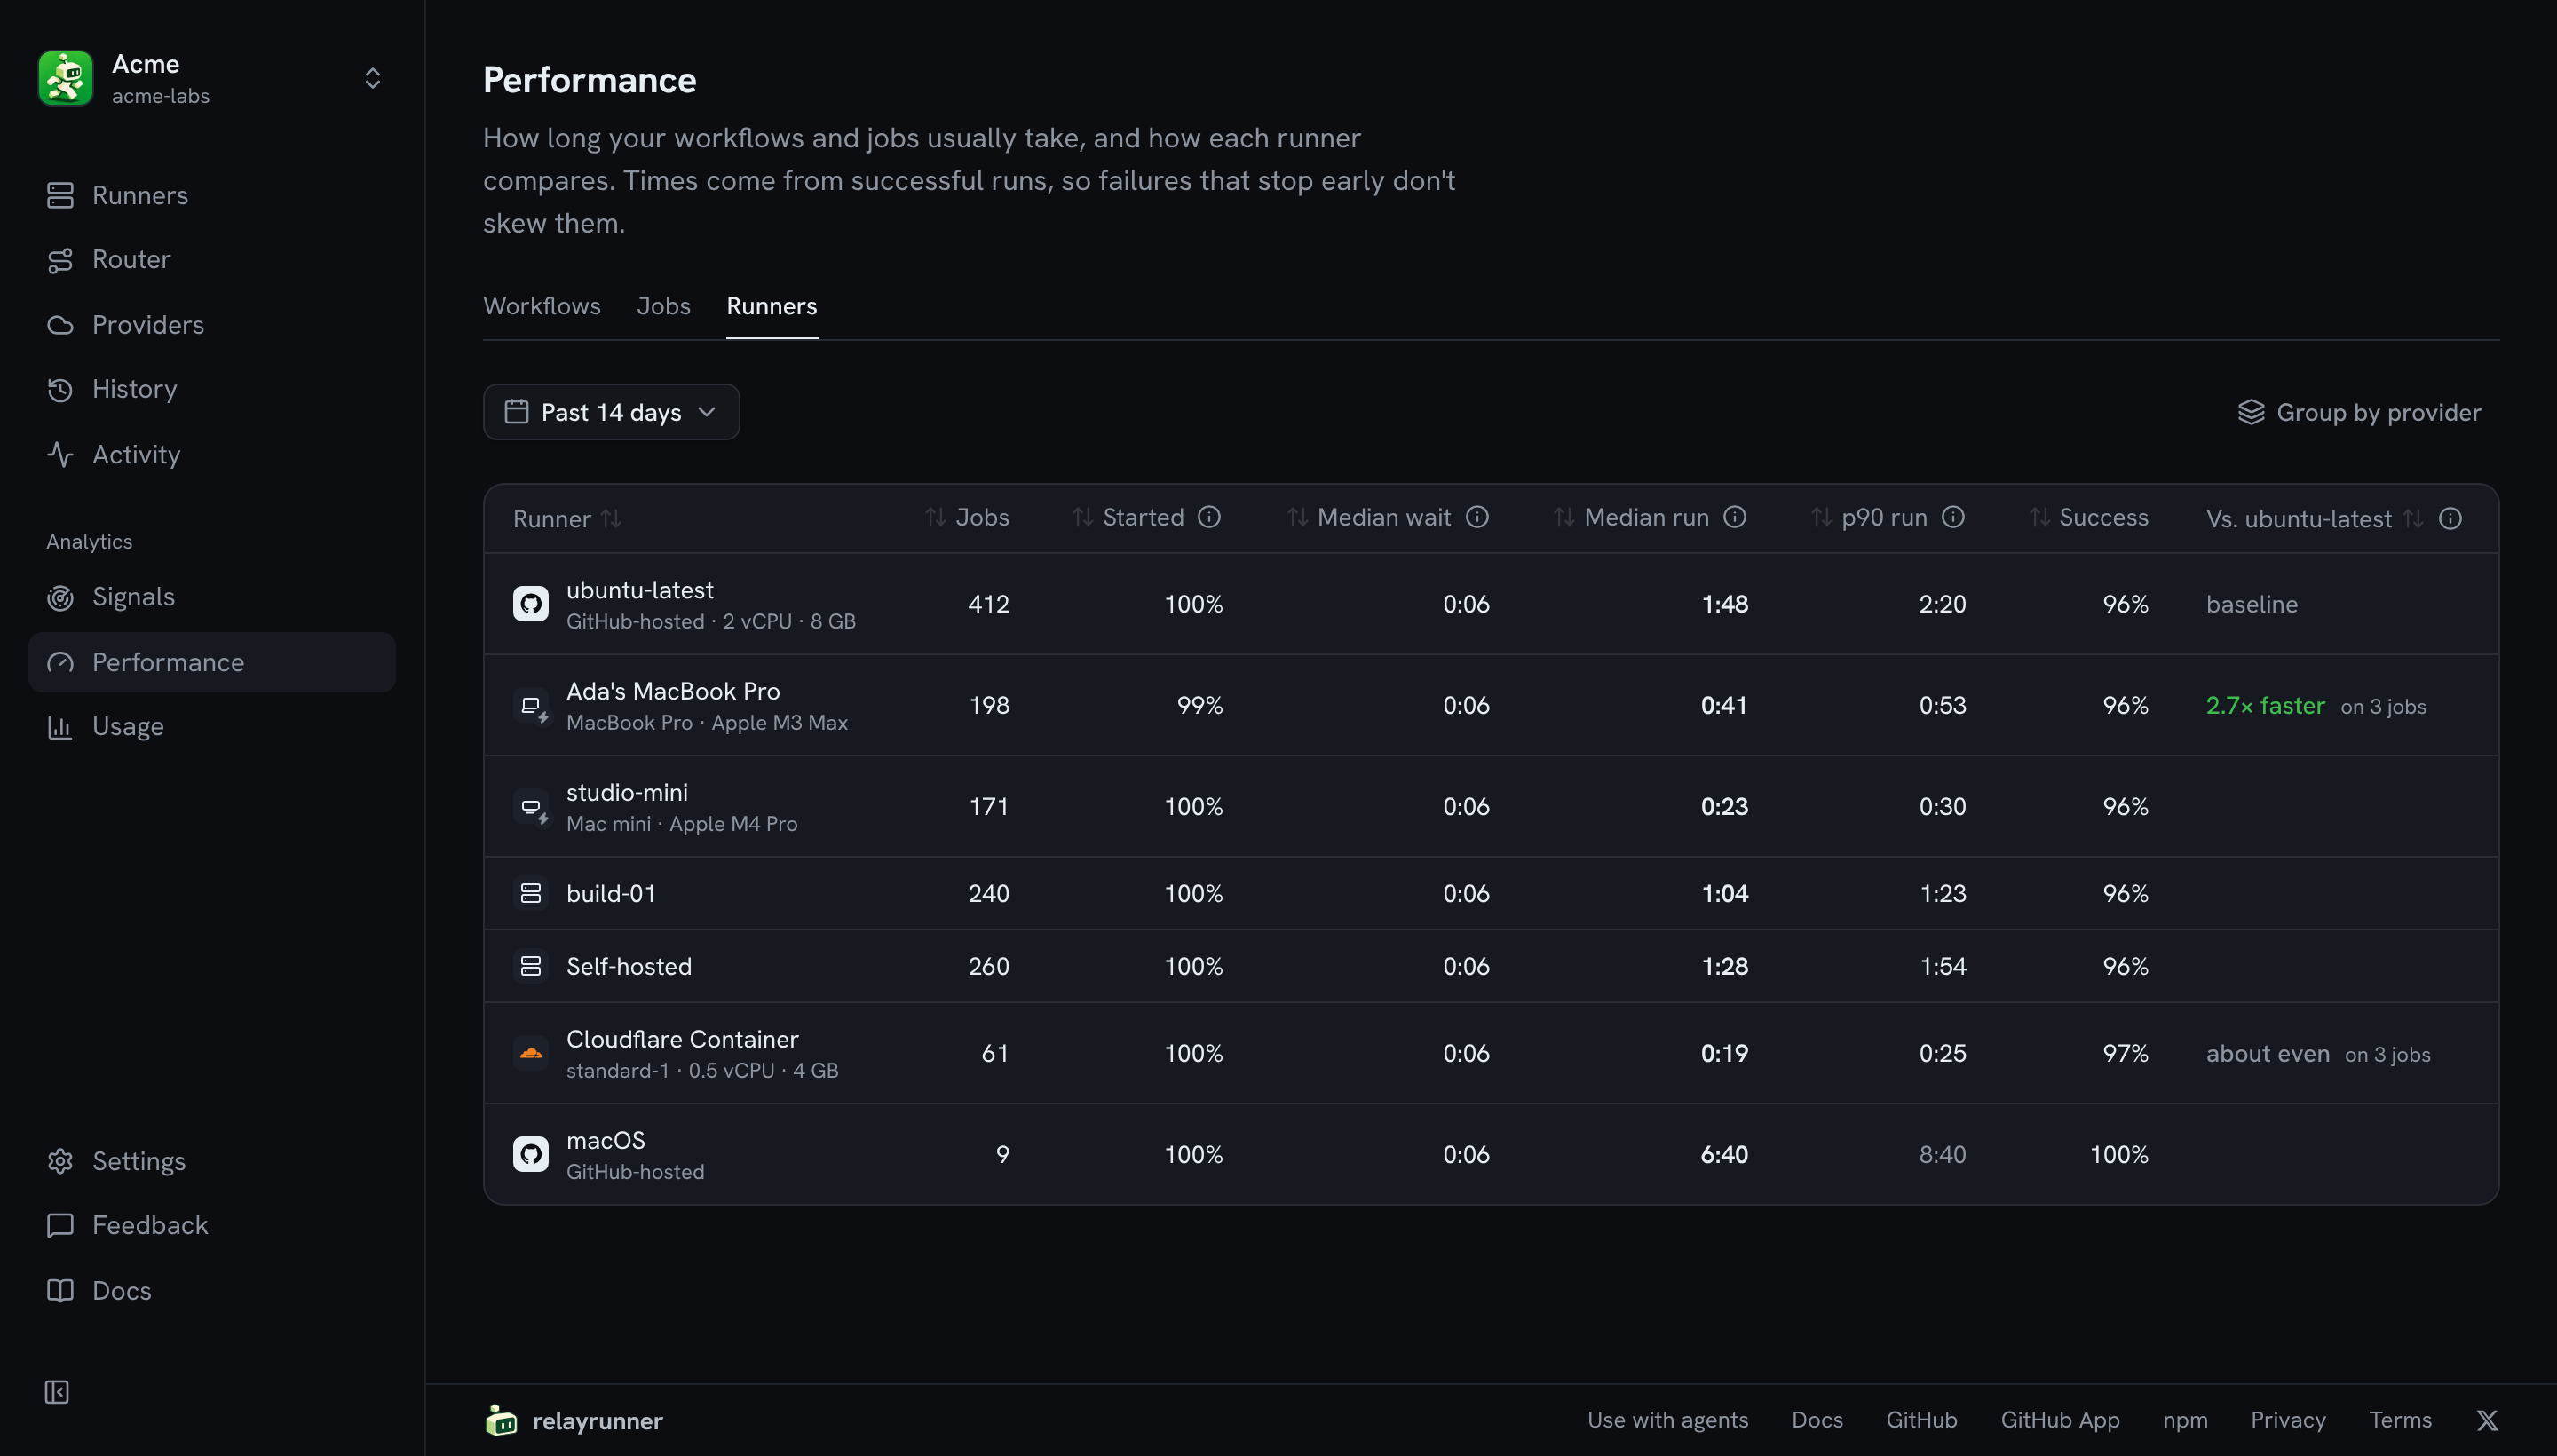 Acme
acme-labs
Runners
Router
Providers
History
Activity
Analytics
Signals
Performance
Usage
Settings
Feedback
Docs
Performance
How long your workflows and jobs usually take, and how each runner
compares. Times come from successful runs, so failures that stop early don't
skew them.
Workflows Jobs Runners
Past 14 days Group by provider
Runner Jobs Started Median wait Median run p90 run Success Vs. ubuntu-latest
ubuntu-latest
GitHub-hosted · 2 vCPU · 8 GB
412 100% 0:06 1:48 2:20 96% baseline
Ada's MacBook Pro
MacBook Pro · Apple M3 Max
198 99% 0:06 0:41 0:53 96% 2.7× faster on 3 jobs
studio-mini
Mac mini · Apple M4 Pro
171 100% 0:06 0:23 0:30 96%
build-01 240 100% 0:06 1:04 1:23 96%
Self-hosted 260 100% 0:06 1:28 1:54 96%
Cloudflare Container
standard-1 · 0.5 vCPU · 4 GB
61 100% 0:06 0:19 0:25 97% about even on 3 jobs
macOS
GitHub-hosted
9 100% 0:06 6:40 8:40 100%
relayrunner Use with agents Docs GitHub GitHub App npm Privacy Terms